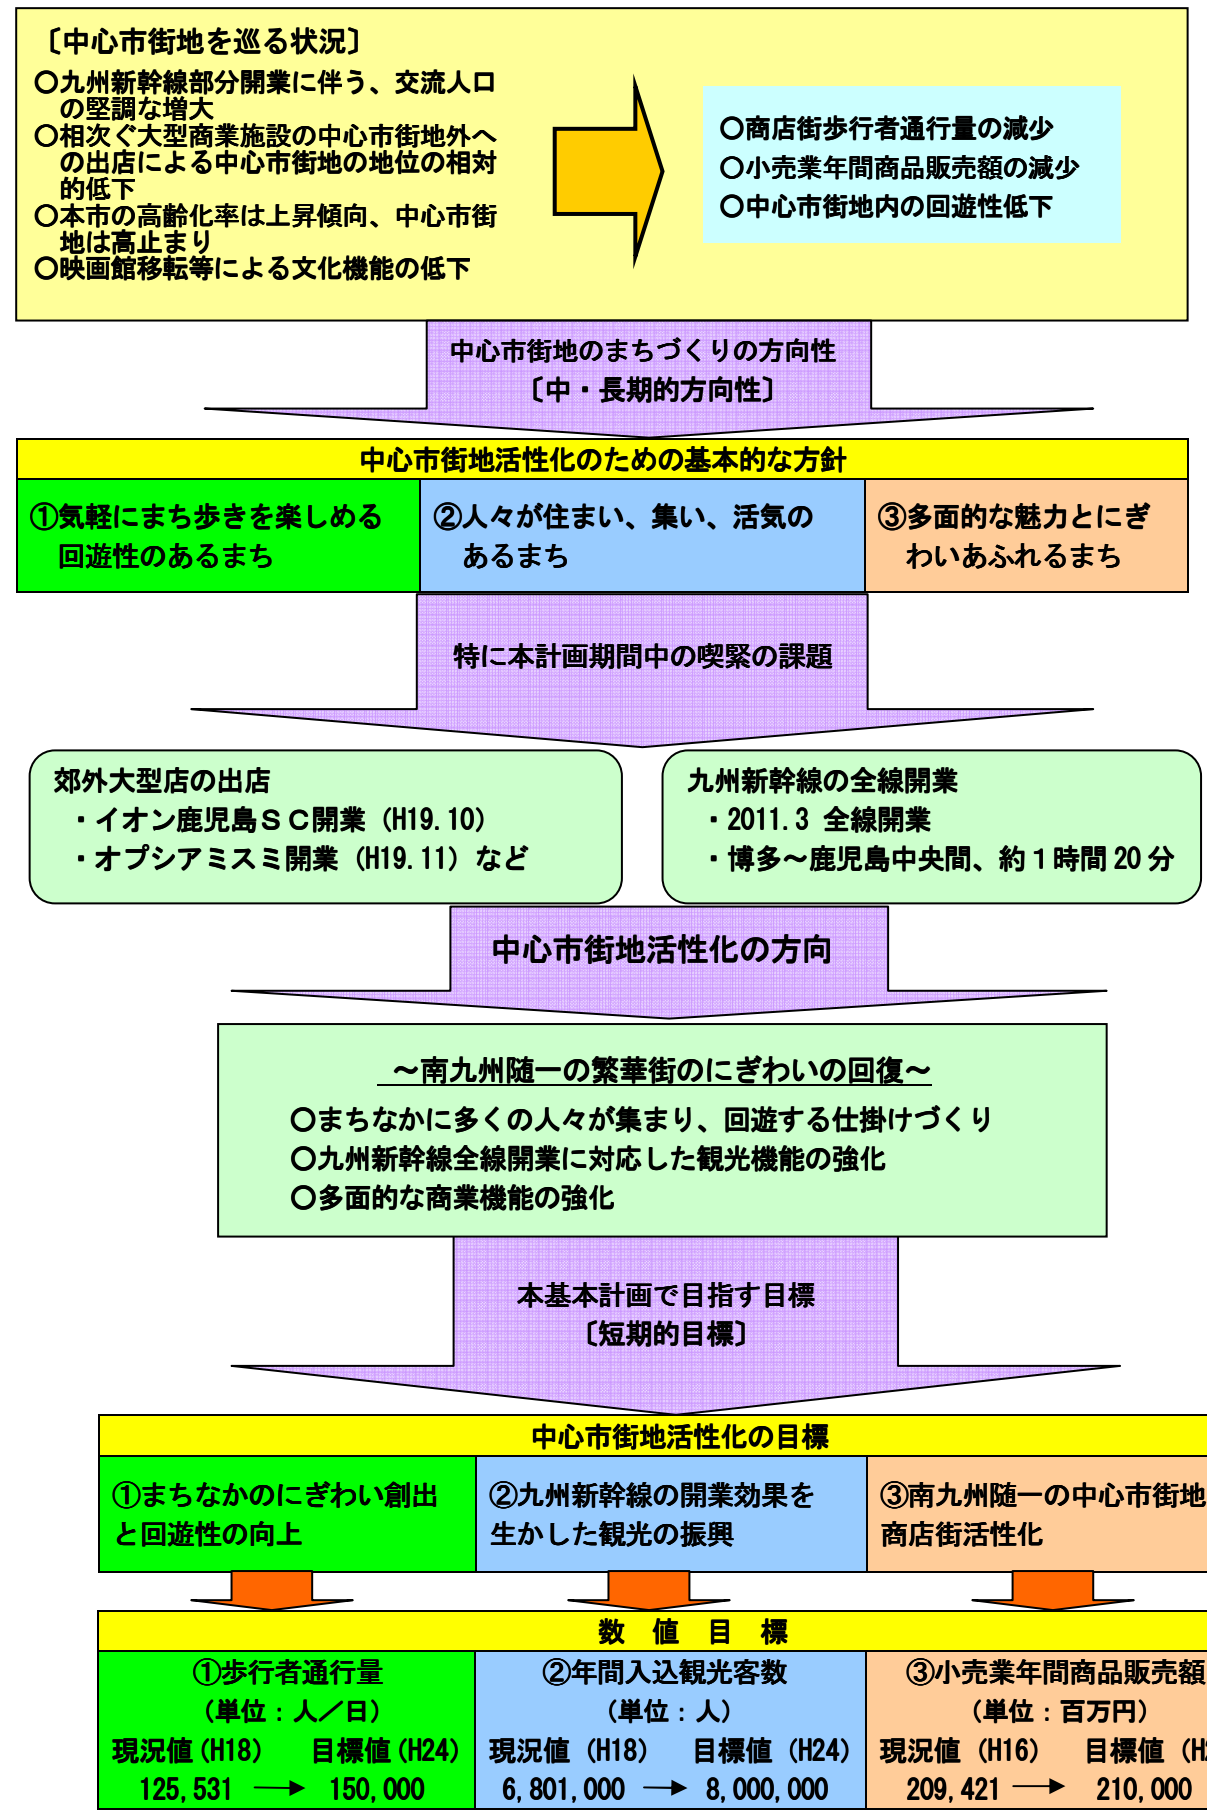 〔中心市街地を巡る状況〕
○九州新幹線部分開業に伴う、交流人口
の堅調な増大
○相次ぐ大型商業施設の中心市街地外へ
の出店による中心市街地の地位の相対
的低下
○本市の高齢化率は上昇傾向、中心市街
地は高止まり
○映画館移転等による文化機能の低下
○商店街歩行者通行量の減少
○小売業年間商品販売額の減少
○中心市街地内の回遊性低下
中心市街地のまちづくりの方向性
〔中・長期的方向性〕
中心市街地活性化のための基本的な方針
①気軽にまち歩きを楽しめる
回遊性のあるまち
②人々が住まい、集い、活気の
あるまち
③多面的な魅力とにぎ
わいあふれるまち
特に本計画期間中の喫緊の課題
郊外大型店の出店
・イオン鹿児島ＳＣ開業（H19.10）
・オプシアミスミ開業（H19.11）など
九州新幹線の全線開業
・2011.3 全線開業
・博多～鹿児島中央間、約１時間20分
中心市街地活性化の方向
～南九州随一の繁華街のにぎわいの回復～
○まちなかに多くの人々が集まり、回遊する仕掛けづくり
○九州新幹線全線開業に対応した観光機能の強化
○多面的な商業機能の強化
本基本計画で目指す目標
〔短期的目標〕
中心市街地活性化の目標
①まちなかのにぎわい創出
と回遊性の向上
②九州新幹線の開業効果を
生かした観光の振興
③南九州随一の中心市街地
商店街活性化
数 値 目 標
①歩行者通行量
（単位：人／日）
現況値（H18） 目標値（H24）
125,531 → 150,000
②年間入込観光客数
（単位：人）
現況値（H18） 目標値（H24）
6,801,000 → 8,000,000
③小売業年間商品販売額
（単位：百万円）
現況値（H16） 目標値
209,421 → 210,000